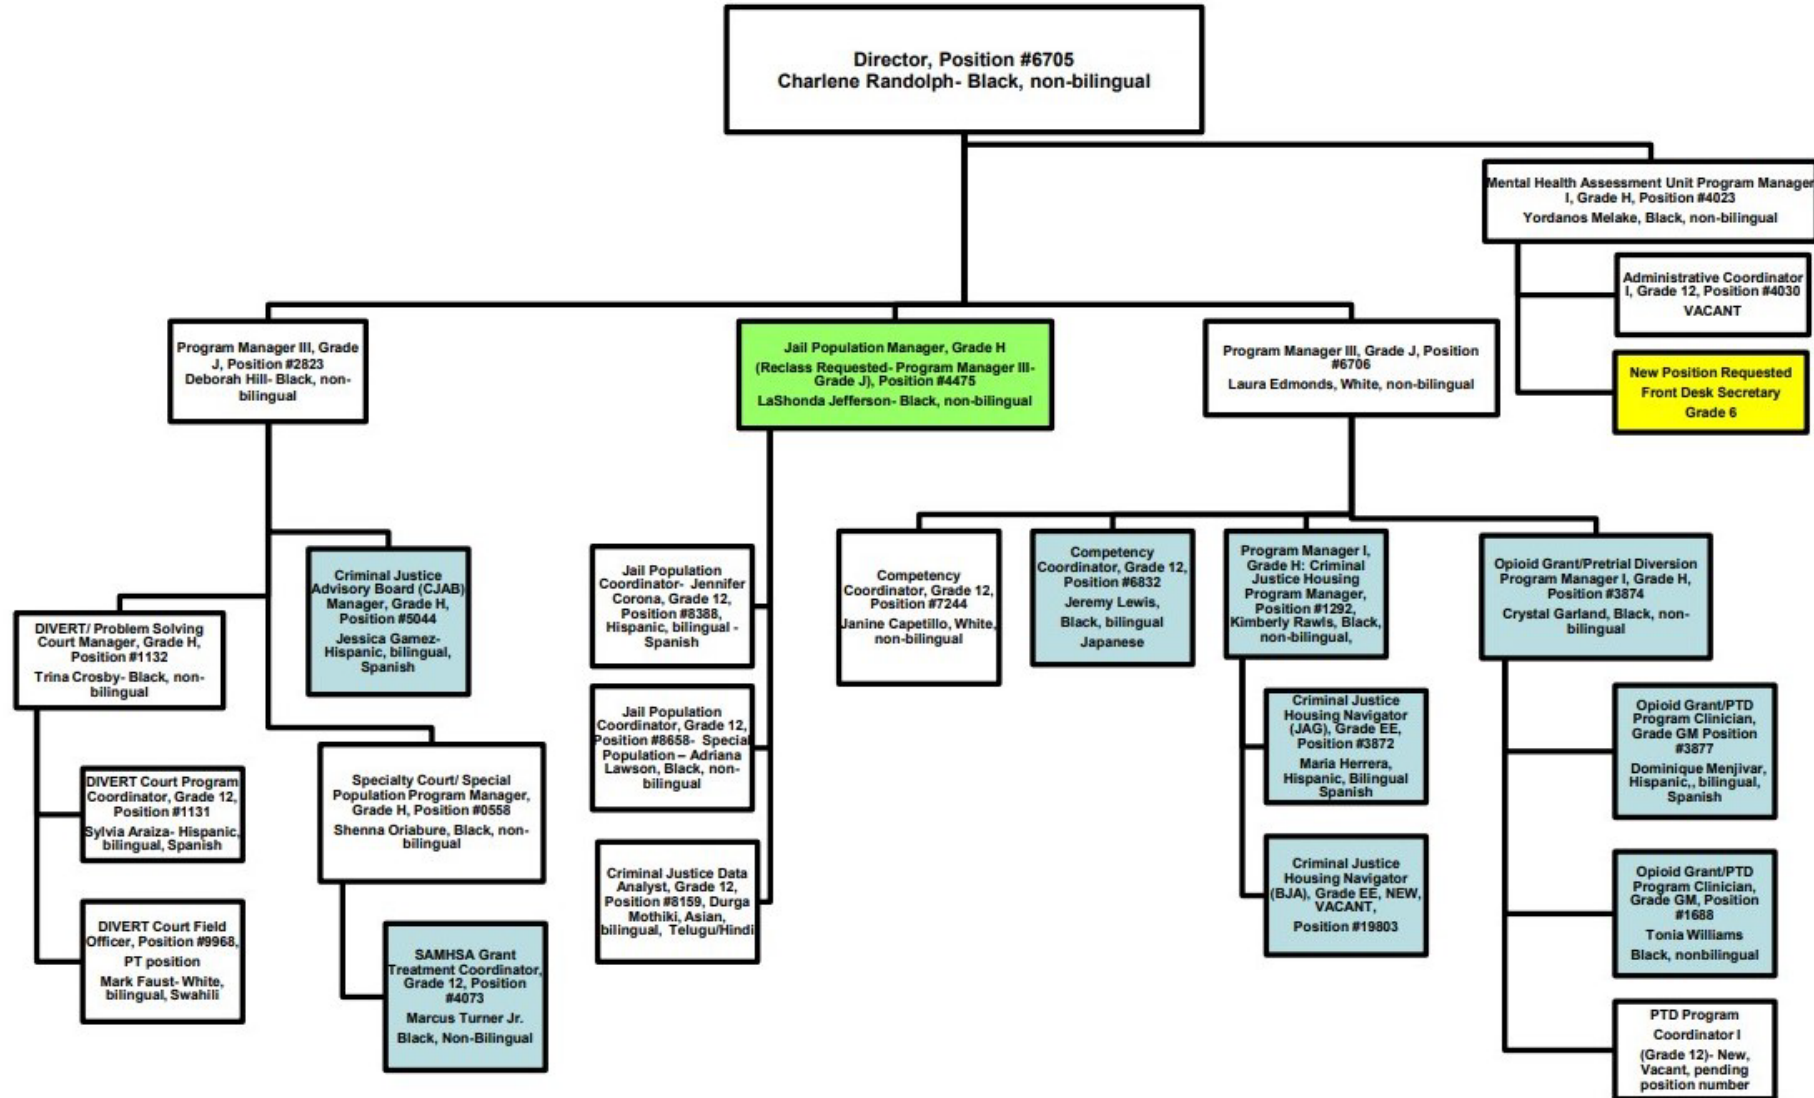 Director, Position #6705
Charlene Randolph- Black, non-bilingual
Mental Health Assessment Unit Program Manager
I, Grade H, Position #4023
Yordanos Melake, Black, non-bilingual
Administrative Coordinator
I, Grade 12, Position #4030
VACANT
New Position Requested
Front Desk Secretary
Grade 6
Program Manager III, Grade
J, Position #2823
Deborah Hill- Black, non-
bilingual
Jail Population Manager, Grade H
(Reclass Requested- Program Manager III-
Grade J), Position #4475
LaShonda Jefferson- Black, non-bilingual
Program Manager III, Grade J, Position
#6706
Laura Edmonds, White, non-bilingual
DIVERT/ Problem Solving
Court Manager, Grade H,
Position #1132
Trina Crosby- Black, non-
bilingual
Criminal Justice
Advisory Board (CJAB)
Manager, Grade H,
Position #5044
Jessica Gamez-
Hispanic, bilingual,
Spanish
DIVERT Court Program
Coordinator, Grade 12,
Position #1131
Sylvia Araiza- Hispanic,
bilingual, Spanish
DIVERT Court Field
Officer, Position #9968,
PT position
Mark Faust- White,
bilingual, Swahili
Specialty Court/ Special
Population Program Manager,
Grade H, Position #0558
Shenna Oriabure, Black, non-
bilingual
SAMHSA Grant
Treatment Coordinator,
Grade 12, Position
#4073
Marcus Turner Jr.
Black, Non-Bilingual
Jail Population
Coordinator- Jennifer
Corona, Grade 12,
Position #8388,
Hispanic, bilingual -
Spanish
Jail Population
Coordinator, Grade 12,
Position #8658- Special
Population – Adriana
Lawson, Black, non-
bilingual
Criminal Justice Data
Analyst, Grade 12,
Position #8159, Durga
Mothiki, Asian,
bilingual, Telugu/Hindi
Competency
Coordinator, Grade 12,
Position #7244
Janine Capetillo, White,
non-bilingual
Competency
Coordinator, Grade 12,
Position #6832
Jeremy Lewis,
Black, bilingual
Japanese
Program Manager I,
Grade H: Criminal
Justice Housing
Program Manager,
Position #1292,
Kimberly Rawls, Black,
non-bilingual,
Criminal Justice
Housing Navigator
(JAG), Grade EE,
Position #3872
Maria Herrera,
Hispanic, Bilingual
Spanish
Criminal Justice
Housing Navigator
(BJA), Grade EE, NEW,
VACANT,
Position #19803
Opioid Grant/Pretrial Diversion
Program Manager I, Grade H,
Position #3874
Crystal Garland, Black, non-
bilingual
Opioid Grant/PTD
Program Clinician,
Grade GM Position
#3877
Dominique Menjivar,
Hispanic,, bilingual,
Spanish
Opioid Grant/PTD
Program Clinician,
Grade GM, Position
#1688
Tonia Williams
Black, nonbilingual
PTD Program
Coordinator I
(Grade 12)- New,
Vacant, pending
position number